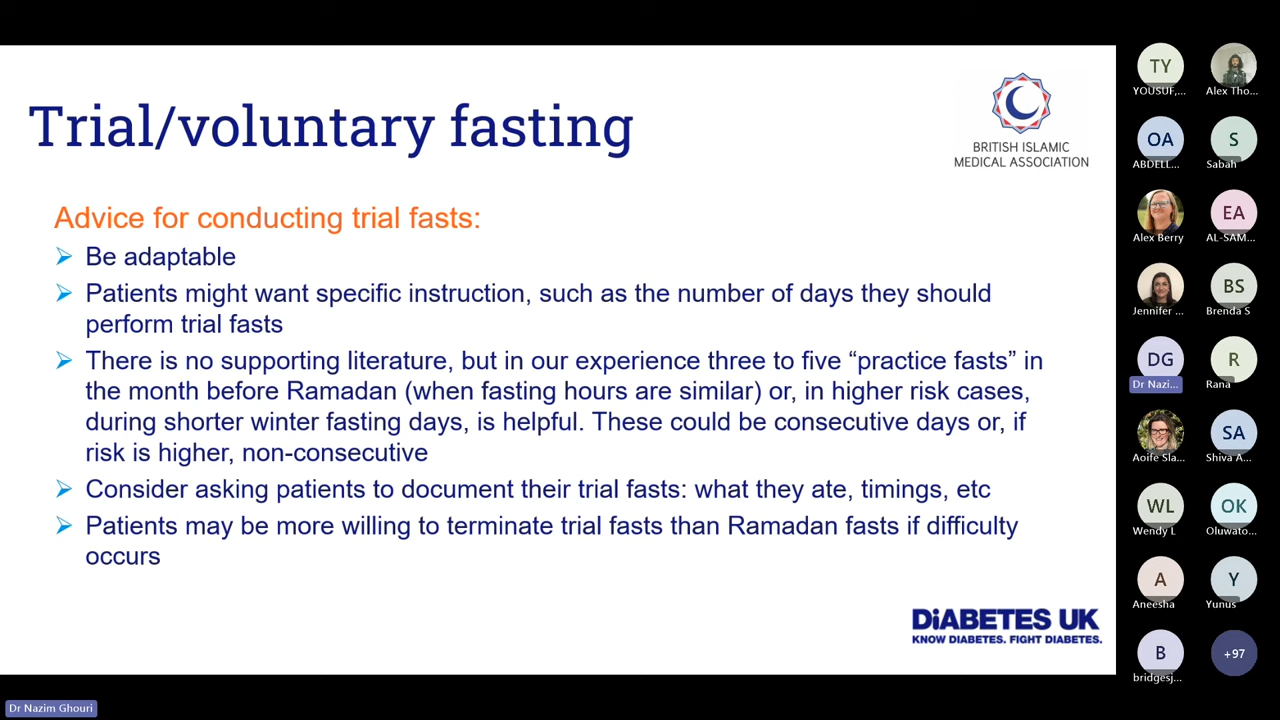 Trial/voluntary fasting
BRITISH ISLAMIC
MEDICAL ASSOCIATION
Advice for conducting trial fasts:
Be adaptable
Patients might want specific instruction, such as the number of days they should
perform trial fasts
There is no supporting literature, but in our experience three to five “practice fasts” in
the month before Ramadan (when fasting hours are similar) or, in higher risk cases,
during shorter winter fasting days, is helpful. These could be consecutive days or, if
risk is higher, non-consecutive
Consider asking patients to document their trial fasts: what they ate, timings, etc
Patients may be more willing to terminate trial fasts than Ramadan fasts if difficulty
occurs
DiABETES UK
KNOW DIABETES. FIGHT DIABETES.
TY
YOUSUF,...
Alex Tho...
OA
ABDELL...
S
Sabah
Alex Berry
EA
AL-SAM...
Jennifer ...
BS
Brenda S
DG
Dr Nazi...
R
Rana
Aoife Sla...
SA
Shiva A...
WL
Wendy L
OK
Oluwato...
A
Aneesha
Y
Yunus
B
bridgesj...
+97
Dr Nazim Ghouri